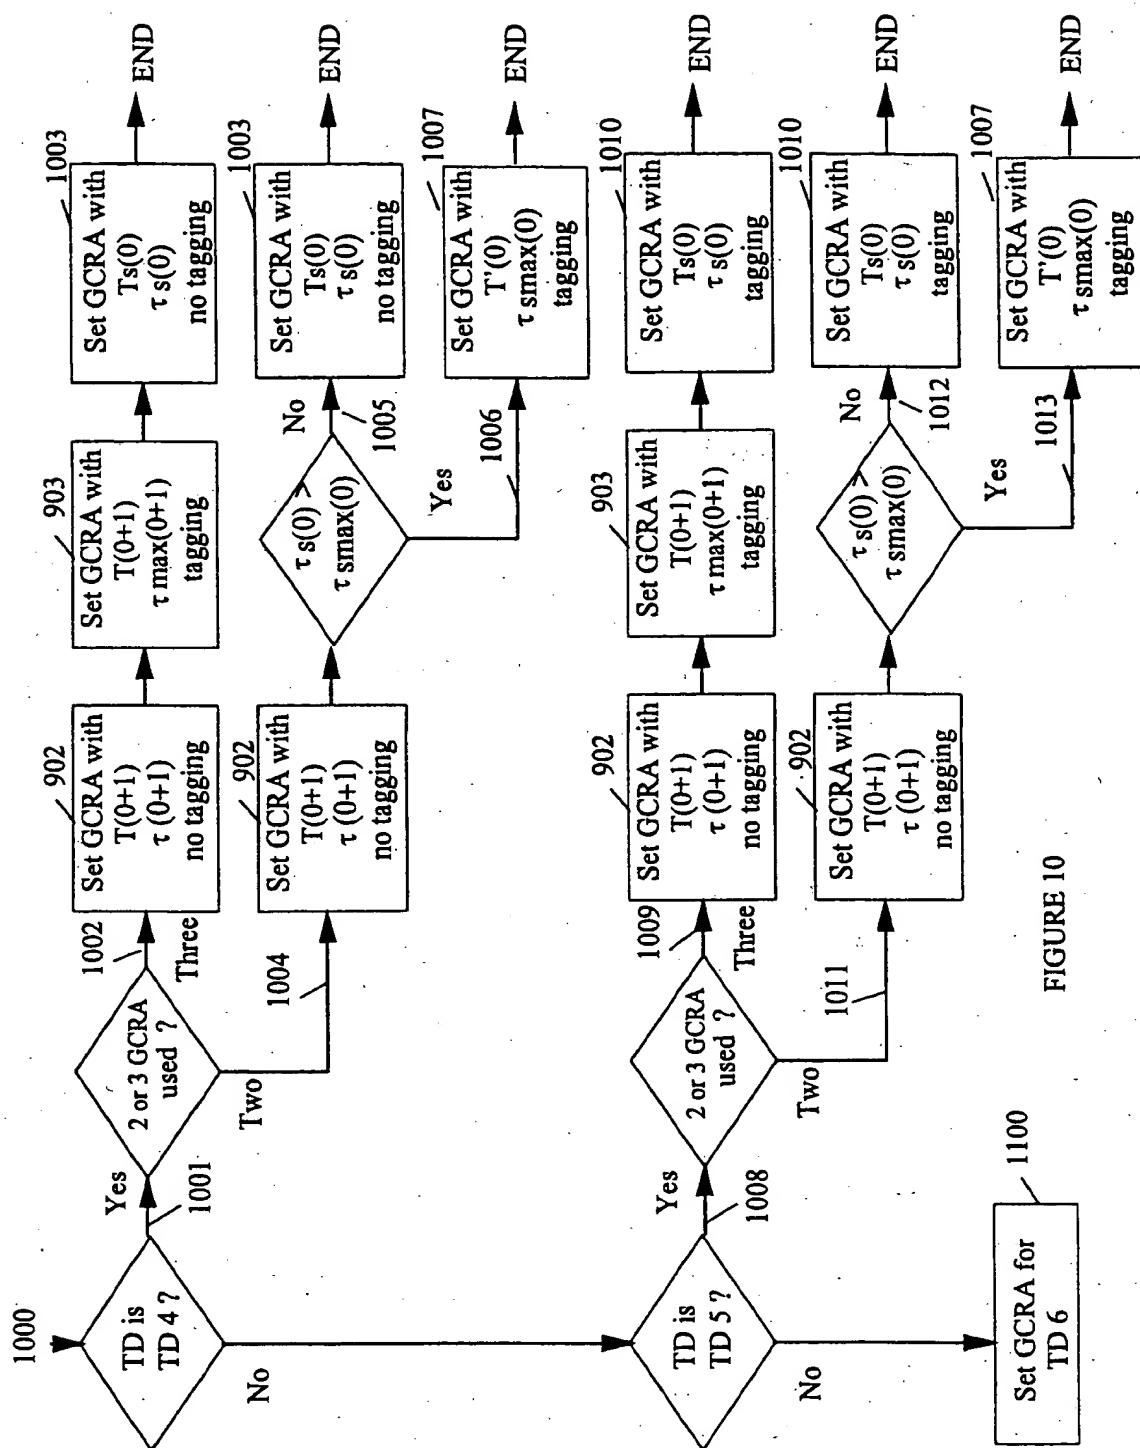 1000
TD is
TD 4 ?
Yes
1001
No
2 or 3 GCRA
used ?
1002
Three
Two
1004
902
Set GCRA with
T(0+1)
τ (0+1)
no tagging
903
Set GCRA with
T(0+1)
τ max(0+1)
tagging
1003
Set GCRA with
Ts(0)
τ s(0)
no tagging
END
902
Set GCRA with
T(0+1)
τ (0+1)
no tagging
τ s(0) >
τ smax(0)
No
1005
Yes
1006
1003
Set GCRA with
Ts(0)
τ s(0)
no tagging
END
1007
Set GCRA with
T'(0)
τ smax(0)
tagging
END
TD is
TD 5 ?
Yes
1008
No
2 or 3 GCRA
used ?
1009
Three
Two
1011
902
Set GCRA with
T(0+1)
τ (0+1)
no tagging
903
Set GCRA with
T(0+1)
τ max(0+1)
tagging
1010
Set GCRA with
Ts(0)
τ s(0)
tagging
END
902
Set GCRA with
T(0+1)
τ (0+1)
no tagging
τ s(0) >
τ smax(0)
No
1012
Yes
1013
1010
Set GCRA with
Ts(0)
τ s(0)
tagging
END
1007
Set GCRA with
T'(0)
τ smax(0)
tagging
END
1100
Set GCRA for
TD 6
FIGURE 10